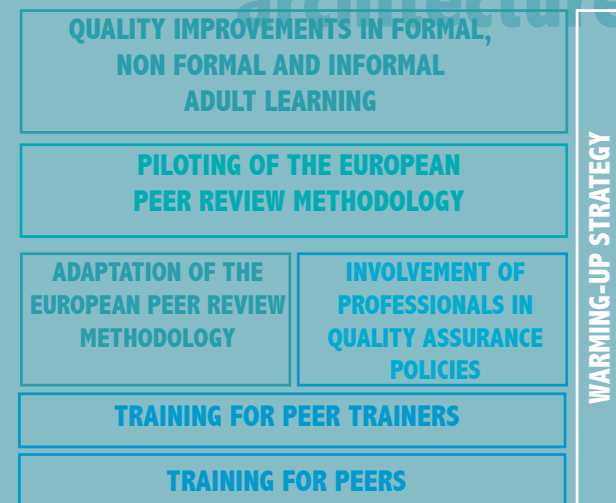 architecture
QUALITY IMPROVEMENTS IN FORMAL,
NON FORMAL AND INFORMAL
ADULT LEARNING
PILOTING OF THE EUROPEAN
PEER REVIEW METHODOLOGY
ADAPTATION OF THE
EUROPEAN PEER REVIEW
METHODOLOGY
INVOLVEMENT OF
PROFESSIONALS IN
QUALITY ASSURANCE
POLICIES
TRAINING FOR PEER TRAINERS
TRAINING FOR PEERS
WARMING-UP STRATEGY